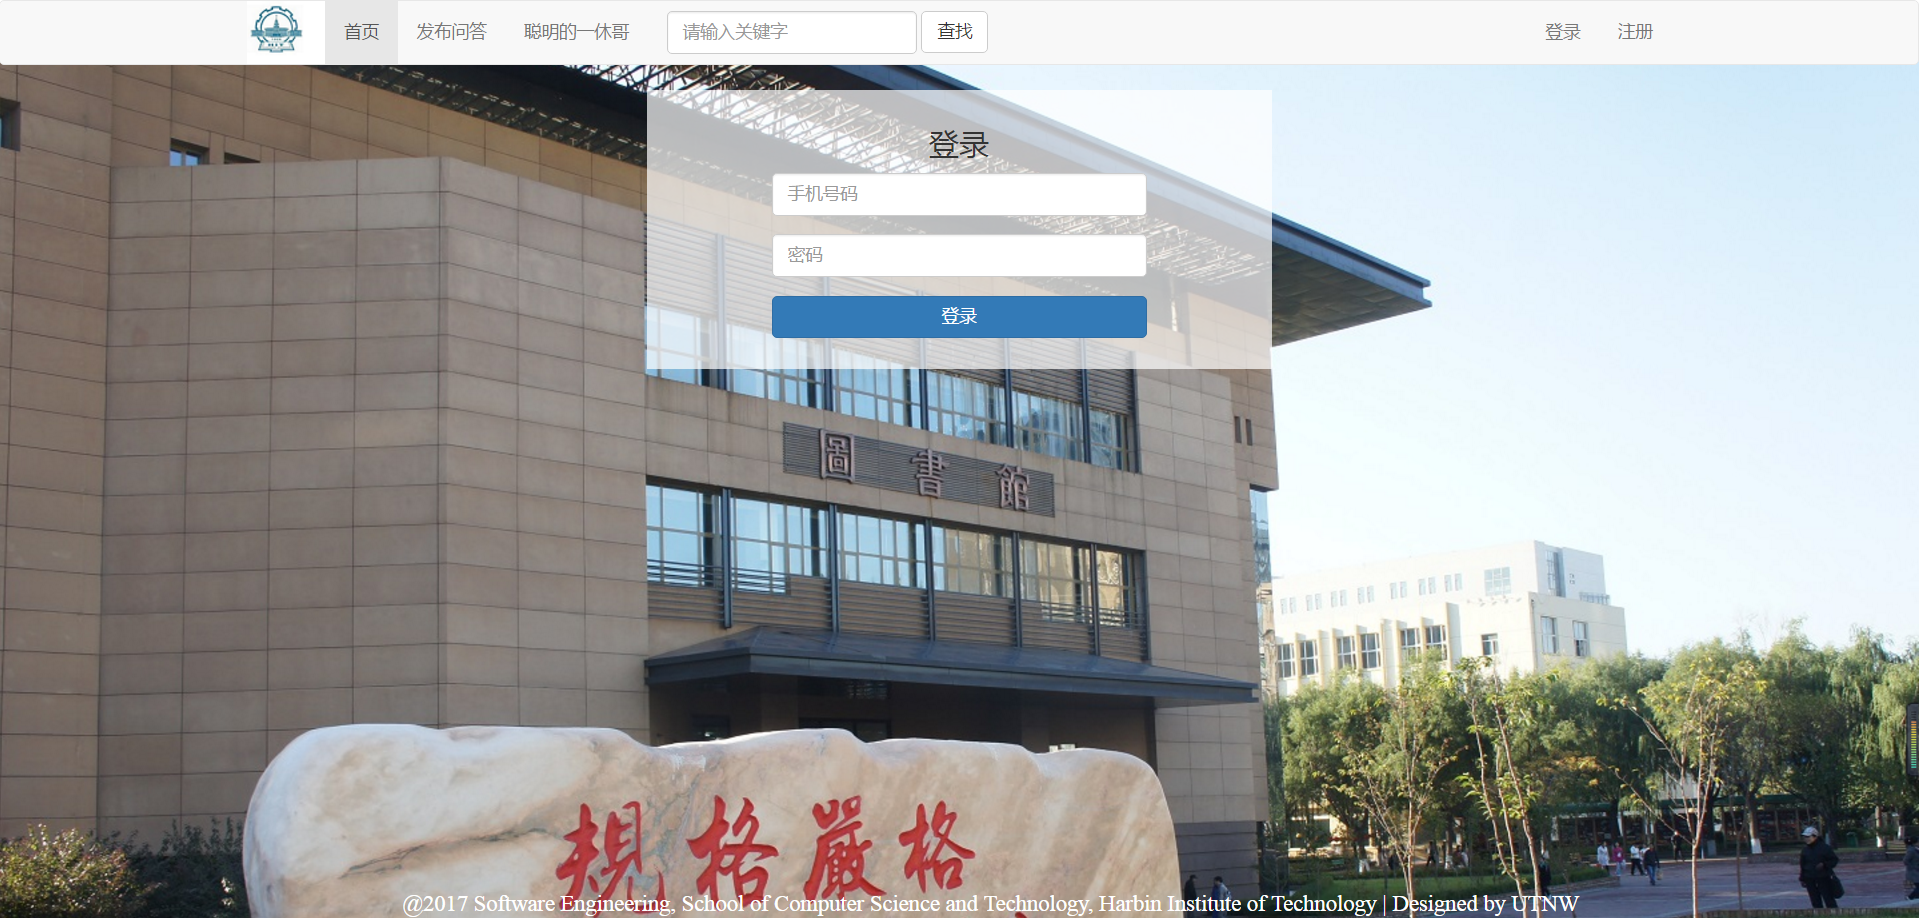 首页 发布问答 聪明的一休哥 请输入关键字 查找 登录 注册
登录
手机号码
密码
登录
圖書館
規格嚴格
@2017 Software Engineering, School of Computer Science and Technology, Harbin Institute of Technology | Designed by UTNW